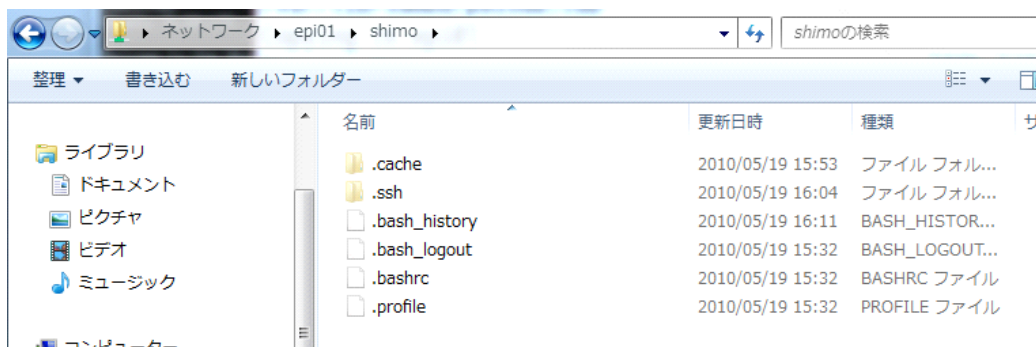 ネットワーク ▸ epi01 ▸ shimo ▸ shimoの検索
整理 ▼ 書き込む 新しいフォルダー
名前 更新日時 種類
ライブラリ
ドキュメント
ピクチャ
ビデオ
ミュージック
.cache 2010/05/19 15:53 ファイル フォル...
.ssh 2010/05/19 16:04 ファイル フォル...
.bash_history 2010/05/19 16:11 BASH_HISTOR...
.bash_logout 2010/05/19 15:32 BASH_LOGOUT...
.bashrc 2010/05/19 15:32 BASHRC ファイル
.profile 2010/05/19 15:32 PROFILE ファイル